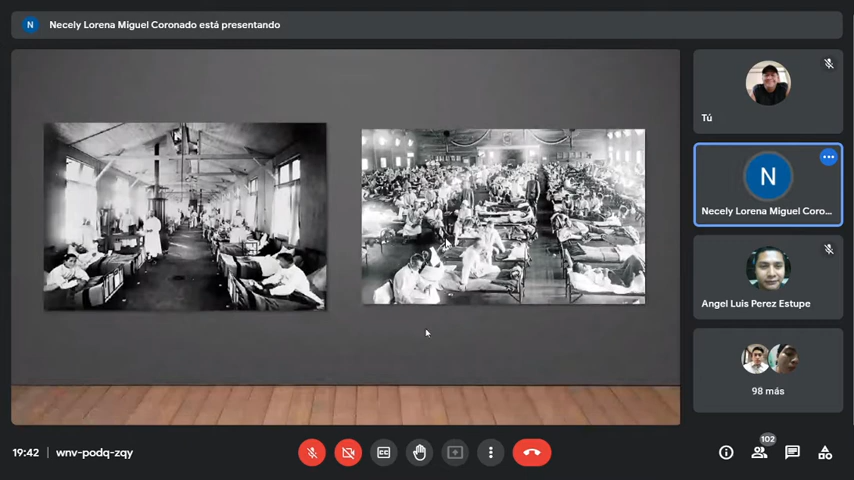 N
Necely Lorena Miguel Coronado está presentando
Tú
N
Necely Lorena Miguel Coro...
Angel Luis Perez Estupe
98 más
19:42
wnv-podq-zqy
CC
102